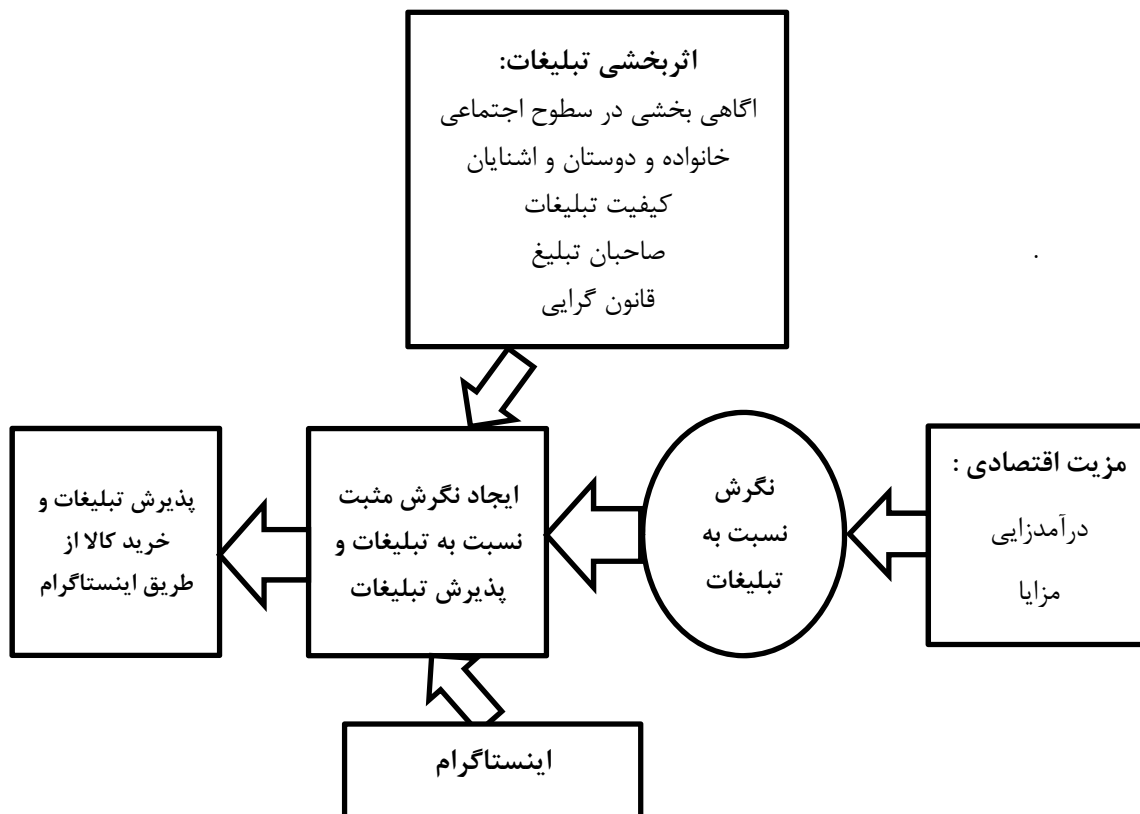 اثربخشی تبلیغات:
اگاهی بخشی در سطوح اجتماعی
خانواده و دوستان و اشنایان
کیفیت تبلیغات
صاحبان تبلیغ
قانون گرایی
.
مزیت اقتصادی :
درآمدزایی
مزایا
نگرش
نسبت به
تبلیغات
ایجاد نگرش مثبت
نسبت به تبلیغات و
پذیرش تبلیغات
پذیرش تبلیغات و
خرید کالا از
طریق اینستاگرام
اینستاگرام